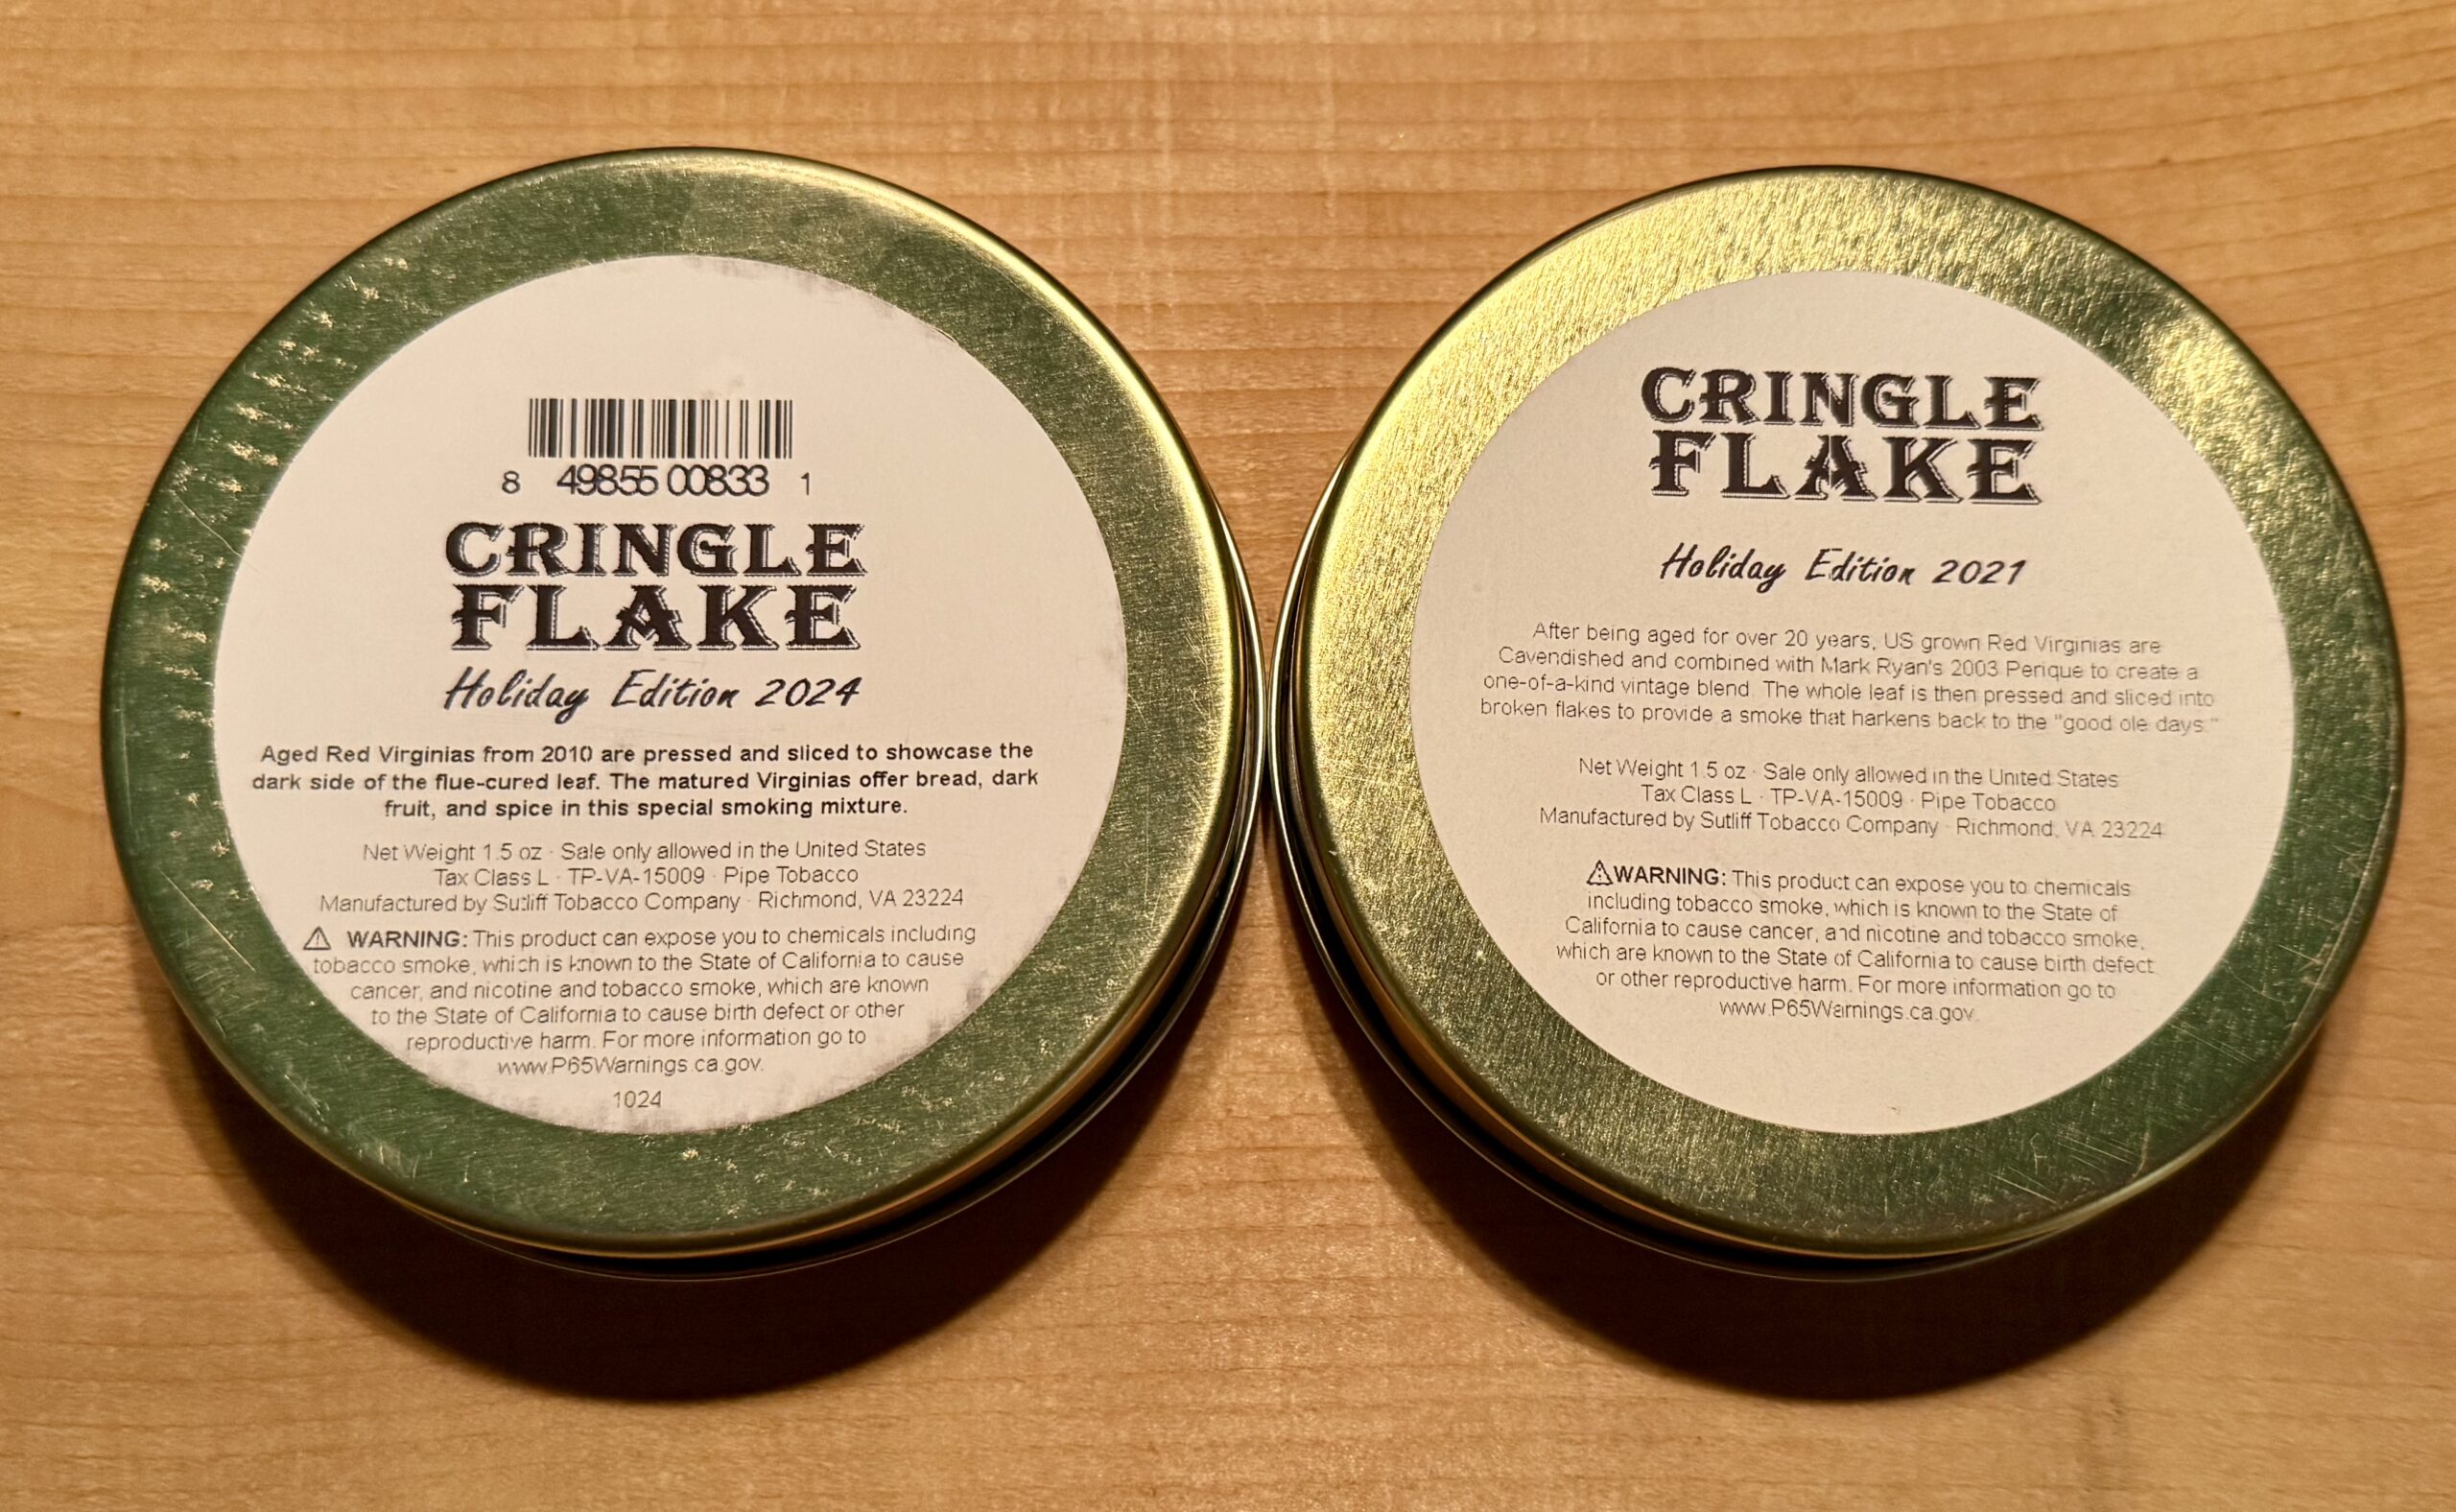 8 49855 00833 1
CRINGLE
FLAKE
Holiday Edition 2024
Aged Red Virginias from 2010 are pressed and sliced to showcase the
dark side of the flue-cured leaf. The matured Virginias offer bread, dark
fruit, and spice in this special smoking mixture.
Net Weight 1.5 oz · Sale only allowed in the United States
Tax Class L · TP-VA-15009 · Pipe Tobacco
Manufactured by Sutliff Tobacco Company · Richmond, VA 23224
⚠ WARNING: This product can expose you to chemicals including
tobacco smoke, which is known to the State of California to cause
cancer, and nicotine and tobacco smoke, which are known
to the State of California to cause birth defect or other
reproductive harm. For more information go to
www.P65Warnings.ca.gov.
1024
CRINGLE
FLAKE
Holiday Edition 2021
After being aged for over 20 years, US grown Red Virginias are
Cavendished and combined with Mark Ryan's 2003 Perique to create a
one-of-a-kind vintage blend. The whole leaf is then pressed and sliced into
broken flakes to provide a smoke that harkens back to the "good ole days."
Net Weight 1.5 oz · Sale only allowed in the United States
Tax Class L · TP-VA-15009 · Pipe Tobacco
Manufactured by Sutliff Tobacco Company · Richmond, VA 23224
⚠WARNING: This product can expose you to chemicals
including tobacco smoke, which is known to the State of
California to cause cancer, and nicotine and tobacco smoke,
which are known to the State of California to cause birth defect
or other reproductive harm. For more information go to
www.P65Warnings.ca.gov.